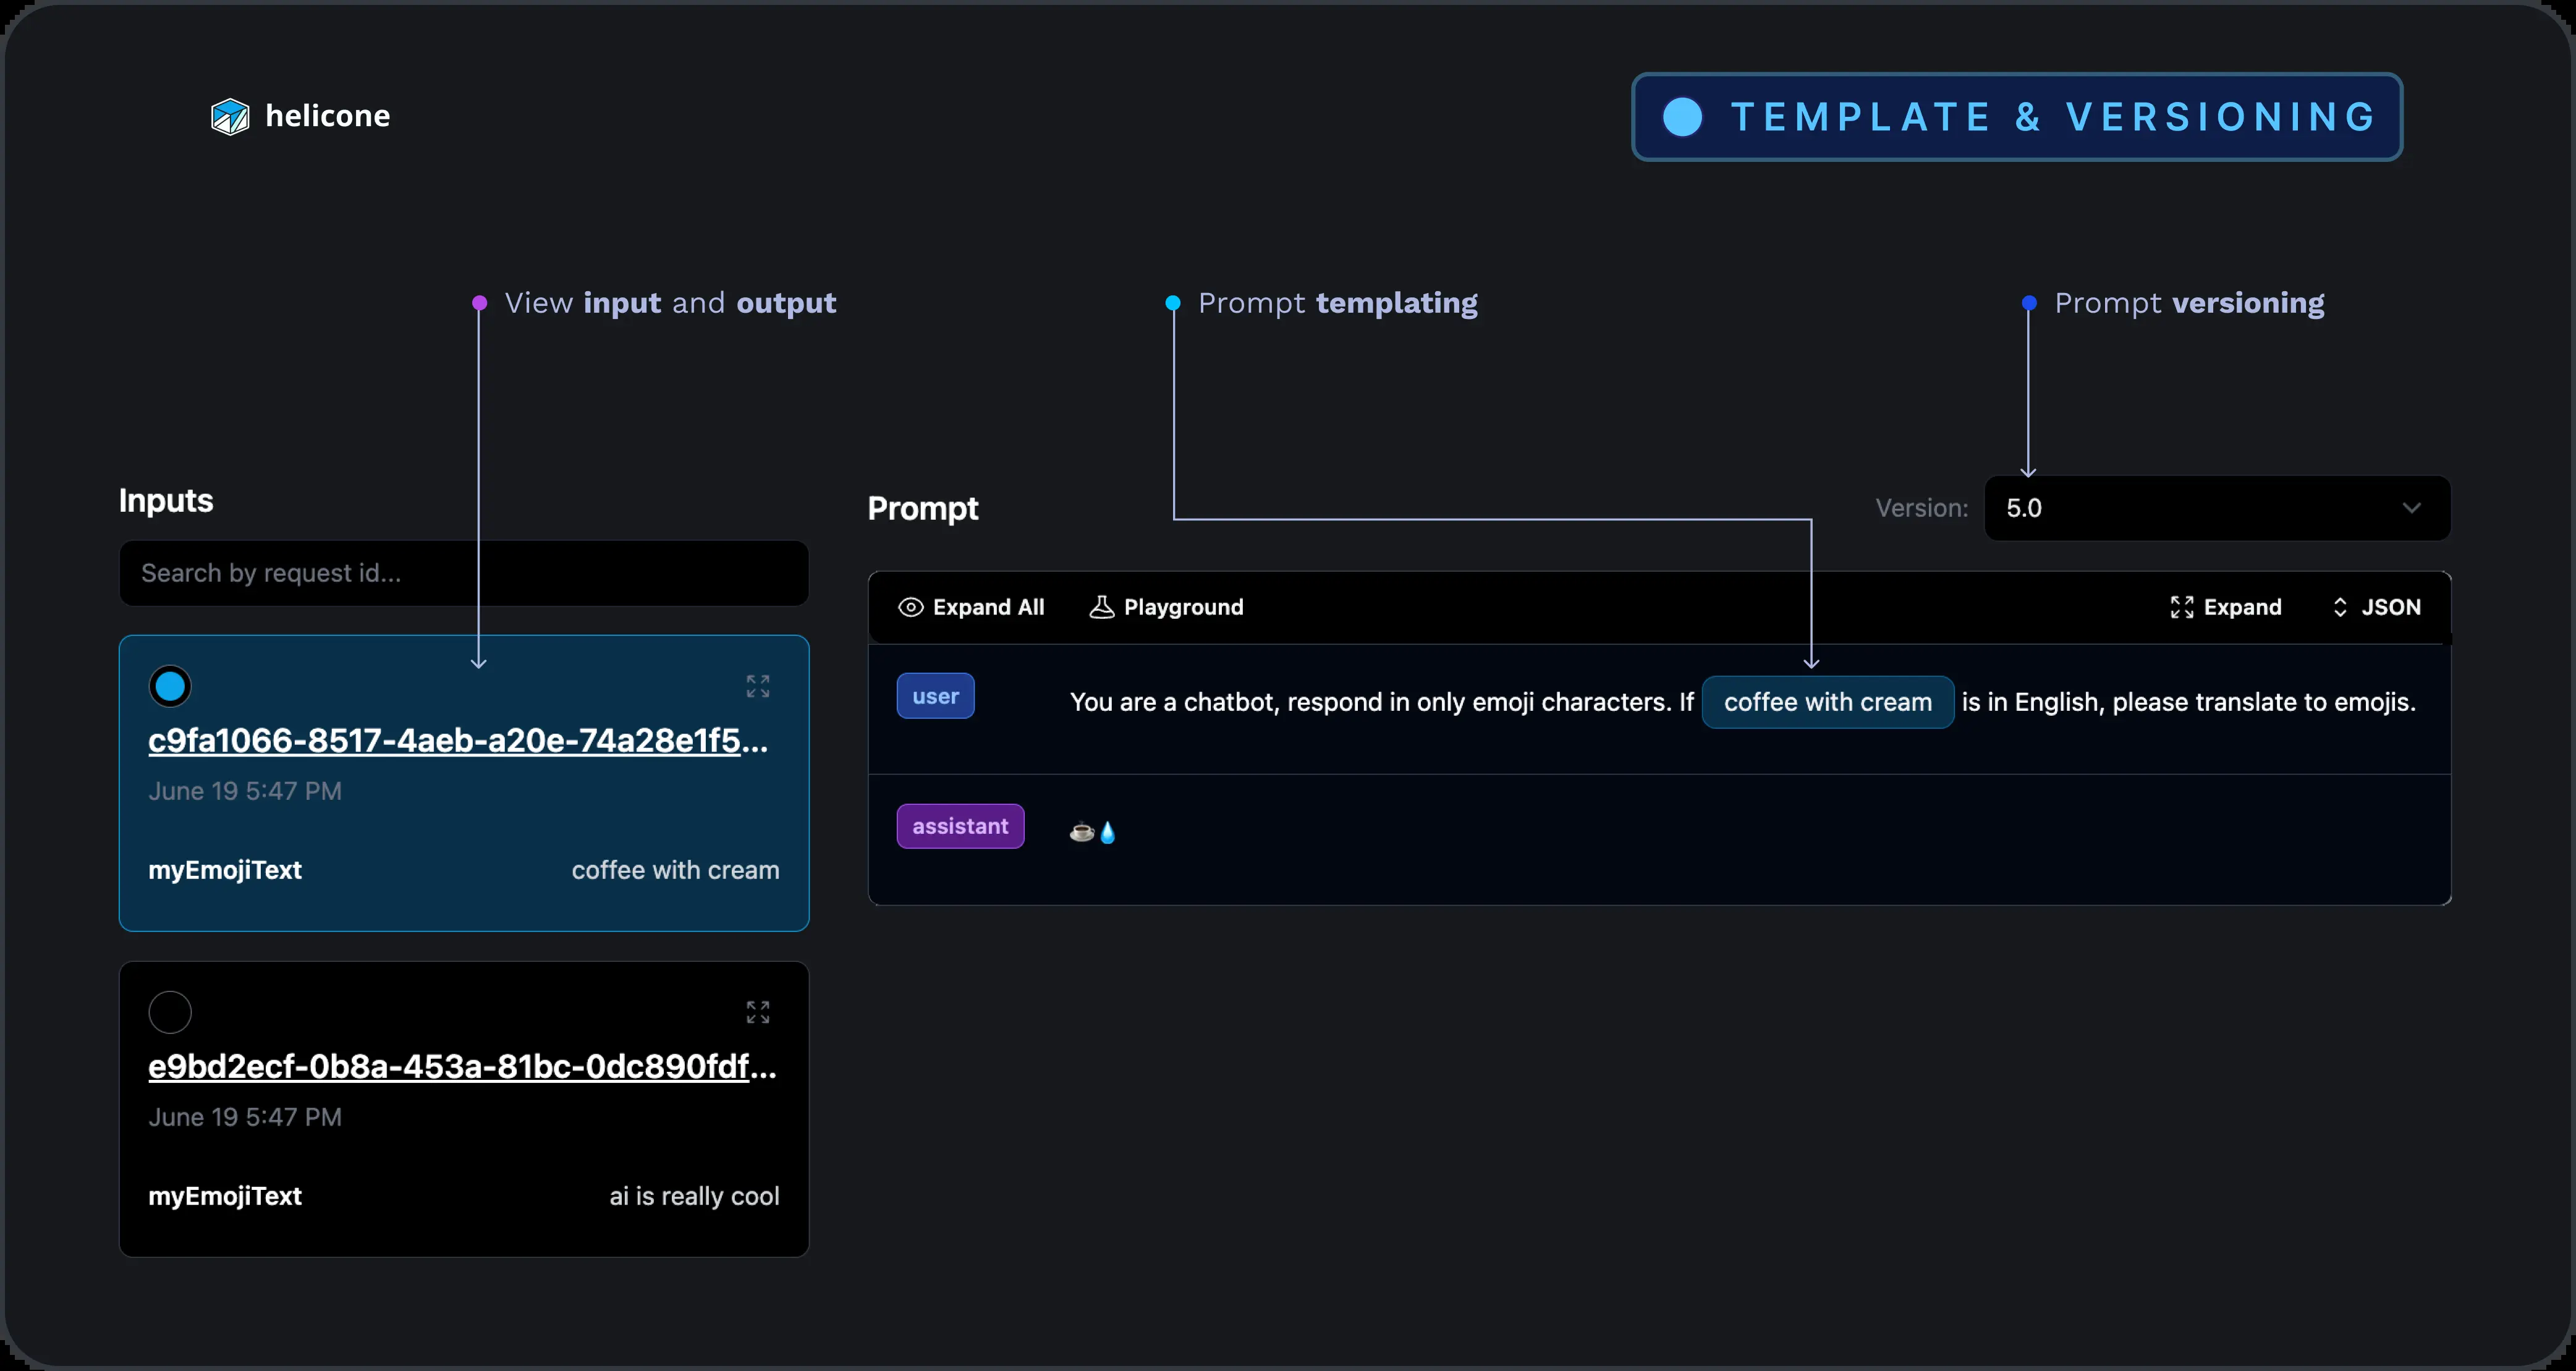 helicone
TEMPLATE & VERSIONING
View input and output
Prompt templating
Prompt versioning
Inputs
Search by request id...
c9fa1066-8517-4aeb-a20e-74a28e1f5...
June 19 5:47 PM
myEmojiText coffee with cream
e9bd2ecf-0b8a-453a-81bc-0dc890fdf...
June 19 5:47 PM
myEmojiText ai is really cool
Prompt
Version: 5.0
Expand All Playground Expand JSON
user You are a chatbot, respond in only emoji characters. If coffee with cream is in English, please translate to emojis.
assistant ☕💧